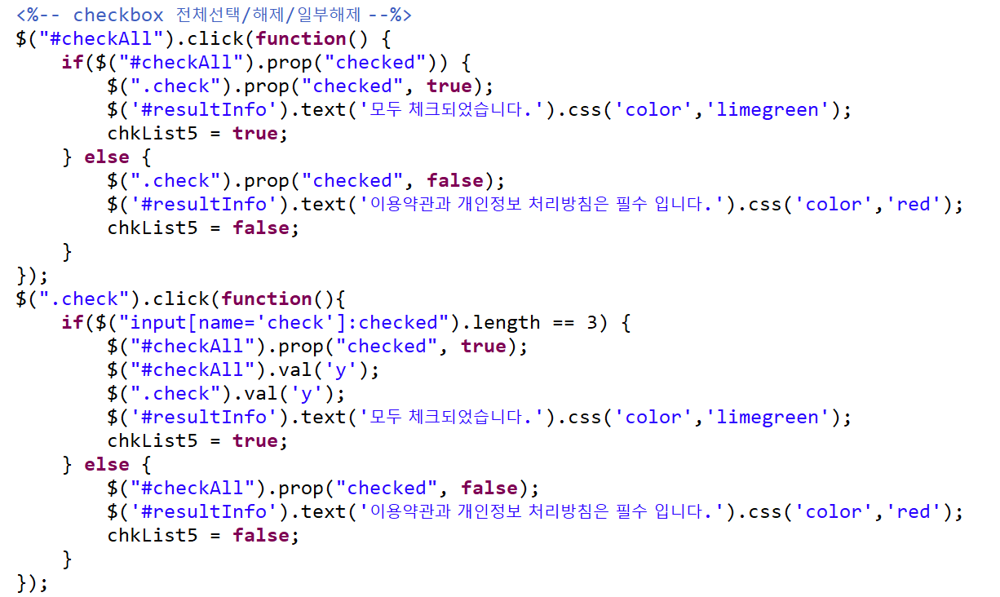 <%-- checkbox 전체선택/해제/일부해제 --%>
$("#checkAll").click(function() {
    if($("#checkAll").prop("checked")) {
        $(".check").prop("checked", true);
        $('#resultInfo').text('모두 체크되었습니다.').css('color','limegreen');
        chkList5 = true;
    } else {
        $(".check").prop("checked", false);
        $('#resultInfo').text('이용약관과 개인정보 처리방침은 필수 입니다.').css('color','red');
        chkList5 = false;
    }
});
$(".check").click(function(){
    if($("input[name='check']:checked").length == 3) {
        $("#checkAll").prop("checked", true);
        $("#checkAll").val('y');
        $(".check").val('y');
        $('#resultInfo').text('모두 체크되었습니다.').css('color','limegreen');
        chkList5 = true;
    } else {
        $("#checkAll").prop("checked", false);
        $('#resultInfo').text('이용약관과 개인정보 처리방침은 필수 입니다.').css('color','red');
        chkList5 = false;
    }
});